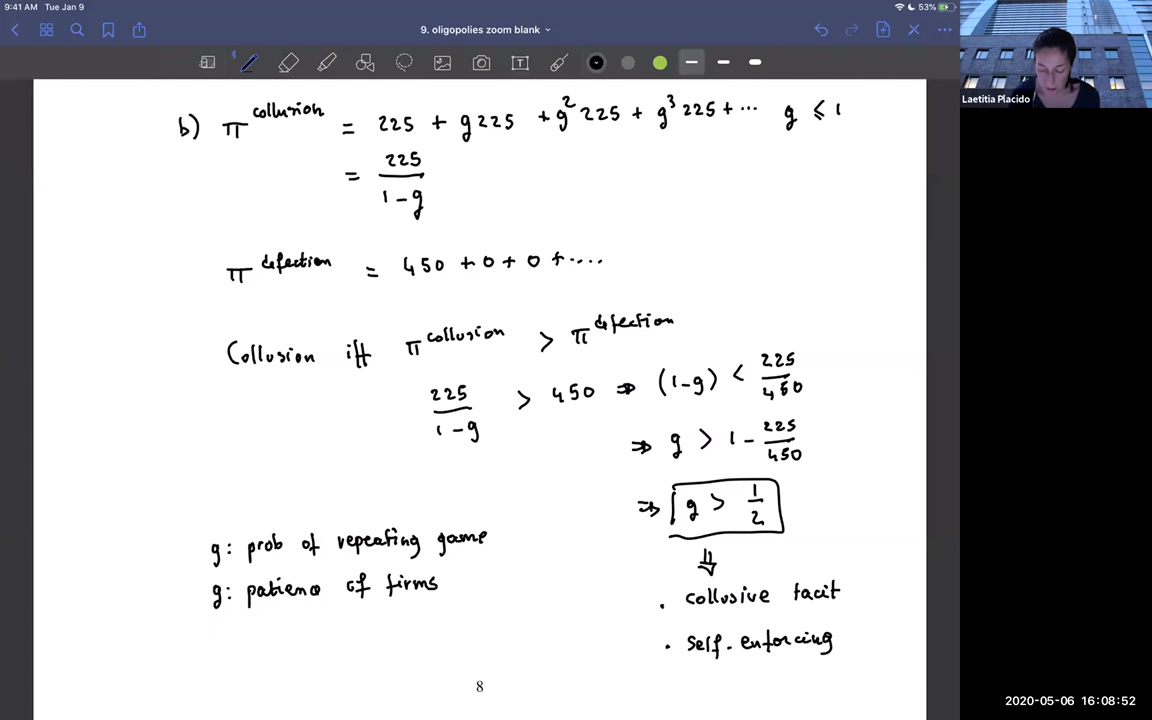 9:41 AM Tue Jan 9
53%
9. oligopolies zoom blank
b) π^collusion = 225 + g225 + g² 225 + g³ 225 + ... g ⩽ 1
= 225 / 1 - g
π^defection = 450 + 0 + 0 + ....
Collusion iff π^collusion > π^defection
225 / 1 - g > 450 ⇒ (1-g) < 225 / 450
⇒ g > 1 - 225 / 450
⇒ g > 1 / 2
⇓
g: prob of repeating game
g: patience of firms
. collusive tacit
. self-enforcing
8
Laetitia Placido
2020-05-06 16:08:52